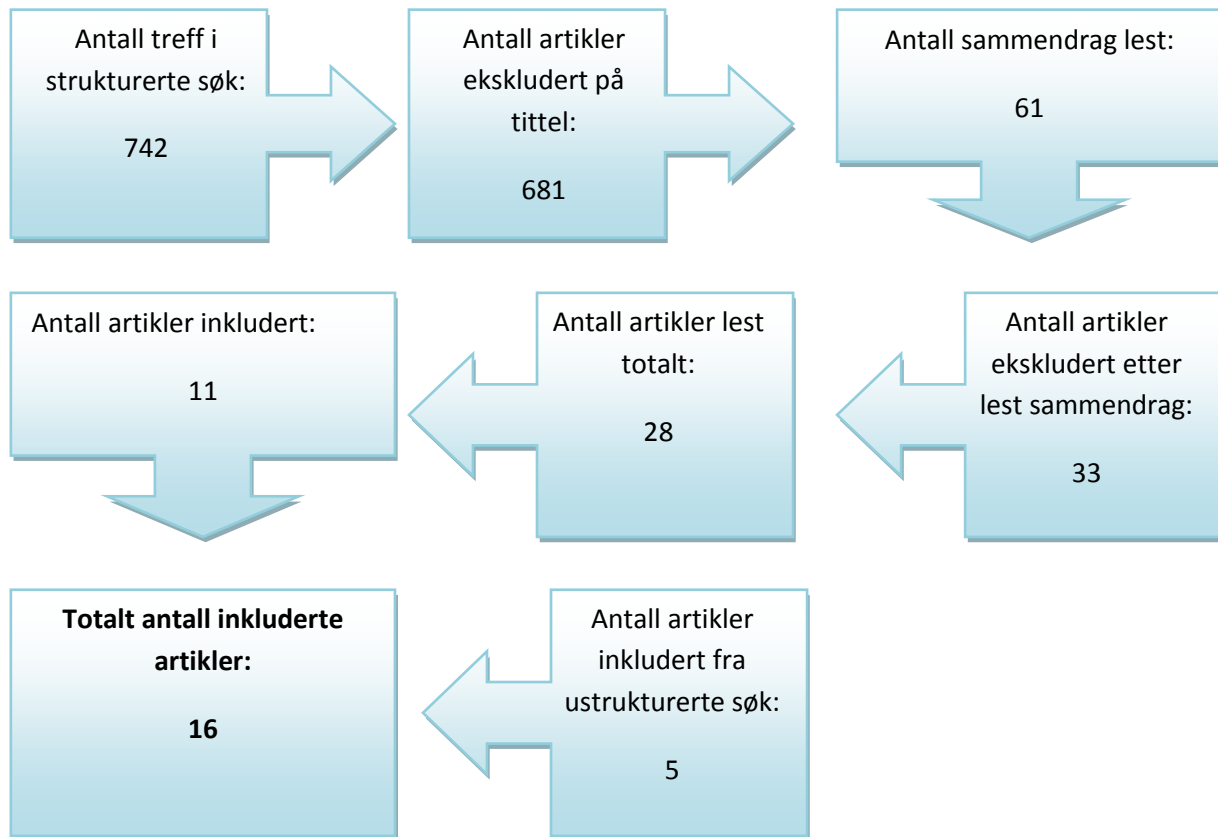 Antall treff i
strukturerte søk:
742
Antall artikler
ekskludert på
tittel:
681
Antall sammendrag lest:
61
Antall artikler
ekskludert etter
lest sammendrag:
33
Antall artikler lest
totalt:
28
Antall artikler inkludert:
11
Totalt antall inkluderte
artikler:
16
Antall artikler
inkludert fra
ustrukturerte søk:
5